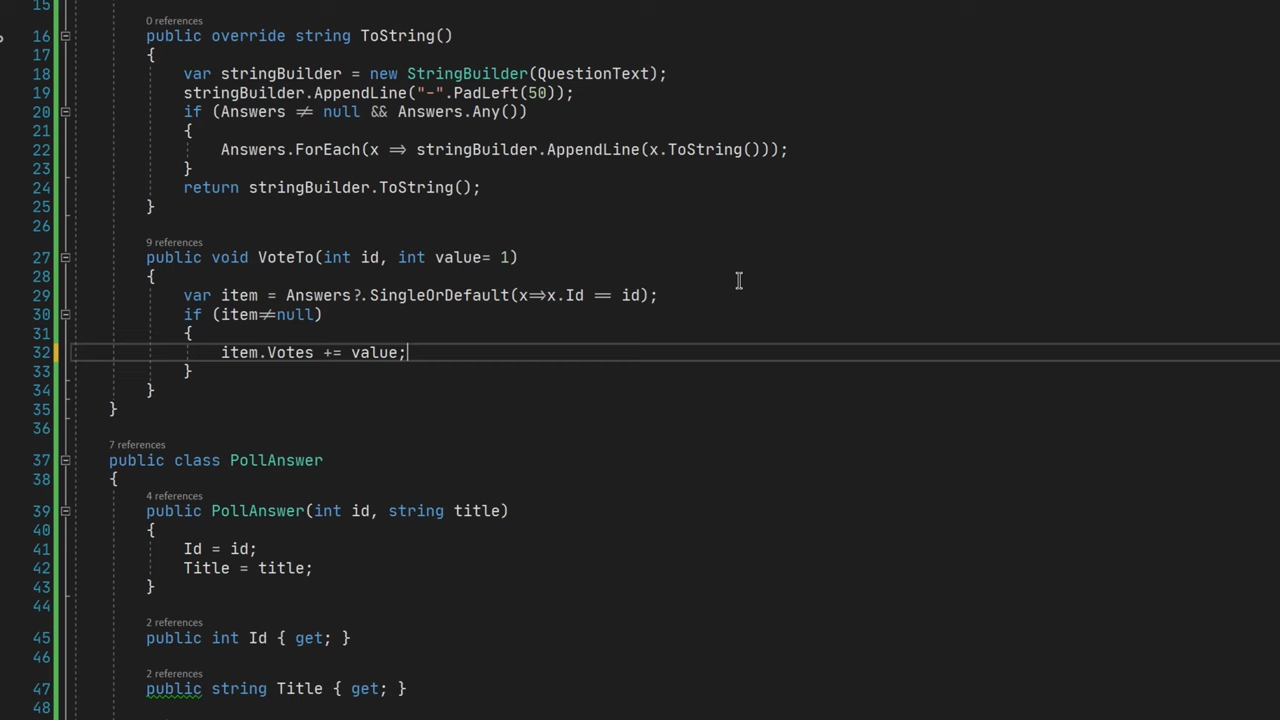 15
0 references
16 public override string ToString()
17 {
18 var stringBuilder = new StringBuilder(QuestionText);
19 stringBuilder.AppendLine("-".PadLeft(50));
20 if (Answers ≠ null && Answers.Any())
21 {
22 Answers.ForEach(x ⇒ stringBuilder.AppendLine(x.ToString()));
23 }
24 return stringBuilder.ToString();
25 }
26
9 references
27 public void VoteTo(int id, int value= 1)
28 {
29 var item = Answers?.SingleOrDefault(x⇒x.Id == id);
30 if (item≠null)
31 {
32 item.Votes += value;
33 }
34 }
35 }
36
7 references
37 public class PollAnswer
38 {
4 references
39 public PollAnswer(int id, string title)
40 {
41 Id = id;
42 Title = title;
43 }
44
2 references
45 public int Id { get; }
46
2 references
47 public string Title { get; }
48